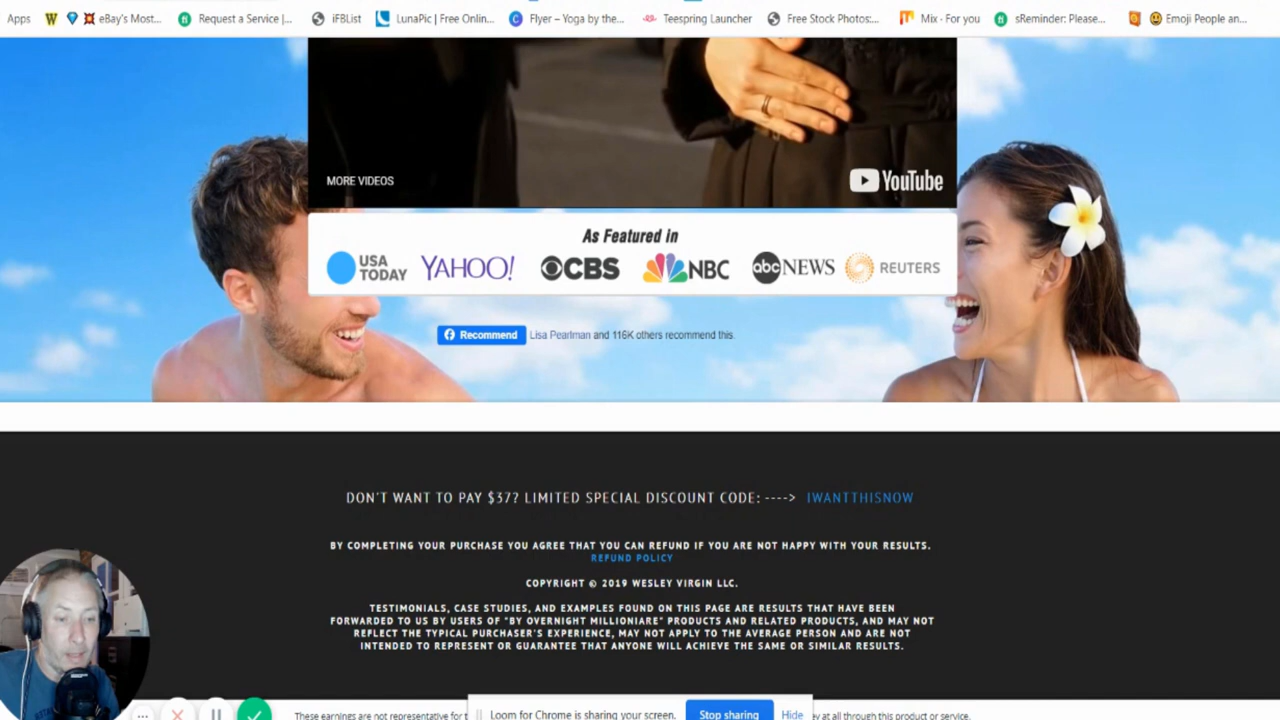 Apps eBay's Most... Request a Service |... iFBList LunaPic | Free Onlin... Flyer – Yoga by the... Teespring Launcher Free Stock Photos:... Mix · For you sReminder: Please... Emoji People an...
MORE VIDEOS YouTube
As Featured in
USA TODAY YAHOO! CBS NBC abc NEWS REUTERS
Recommend Lisa Pearlman and 116K others recommend this.
DON'T WANT TO PAY $37? LIMITED SPECIAL DISCOUNT CODE: ----> IWANTTHISNOW
BY COMPLETING YOUR PURCHASE YOU AGREE THAT YOU CAN REFUND IF YOU ARE NOT HAPPY WITH YOUR RESULTS.
REFUND POLICY
COPYRIGHT © 2019 WESLEY VIRGIN LLC.
TESTIMONIALS, CASE STUDIES, AND EXAMPLES FOUND ON THIS PAGE ARE RESULTS THAT HAVE BEEN
FORWARDED TO US BY USERS OF "BY OVERNIGHT MILLIONIARE" PRODUCTS AND RELATED PRODUCTS, AND MAY NOT
REFLECT THE TYPICAL PURCHASER'S EXPERIENCE, MAY NOT APPLY TO THE AVERAGE PERSON AND ARE NOT
INTENDED TO REPRESENT OR GUARANTEE THAT ANYONE WILL ACHIEVE THE SAME OR SIMILAR RESULTS.
These earnings are not representative for Loom for Chrome is sharing your screen. Stop sharing Hide at all through this product or service.